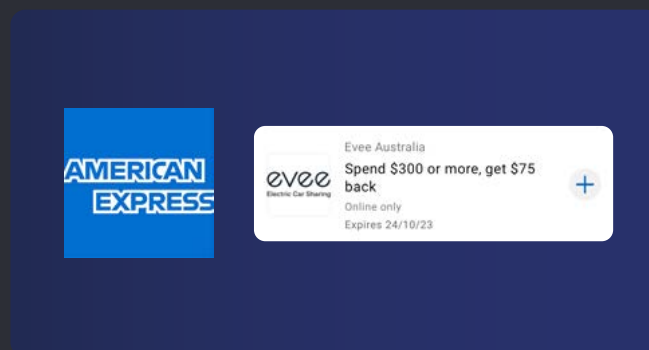 AMERICAN
EXPRESS
evee
Electric Car Sharing
Evee Australia
Spend $300 or more, get $75
back
Online only
Expires 24/10/23